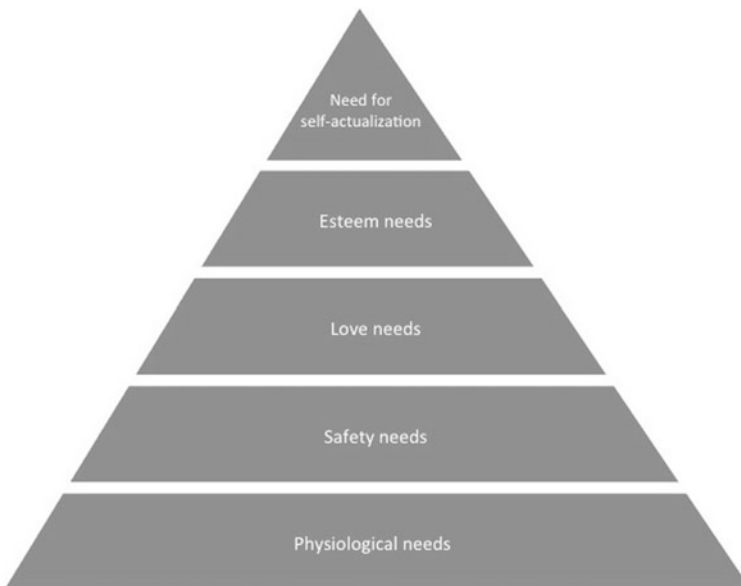 Need for
self-actualization
Esteem needs
Love needs
Safety needs
Physiological needs